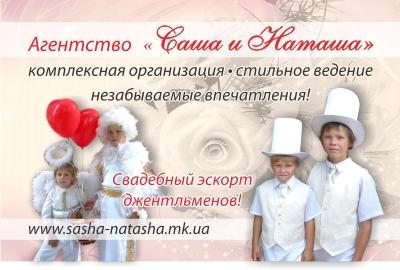 Агентство «Саша и Наташа»
комплексная организация • стильное ведение
незабываемые впечатления!
Свадебный эскорт
джентльменов!
www.sasha-natasha.mk.ua